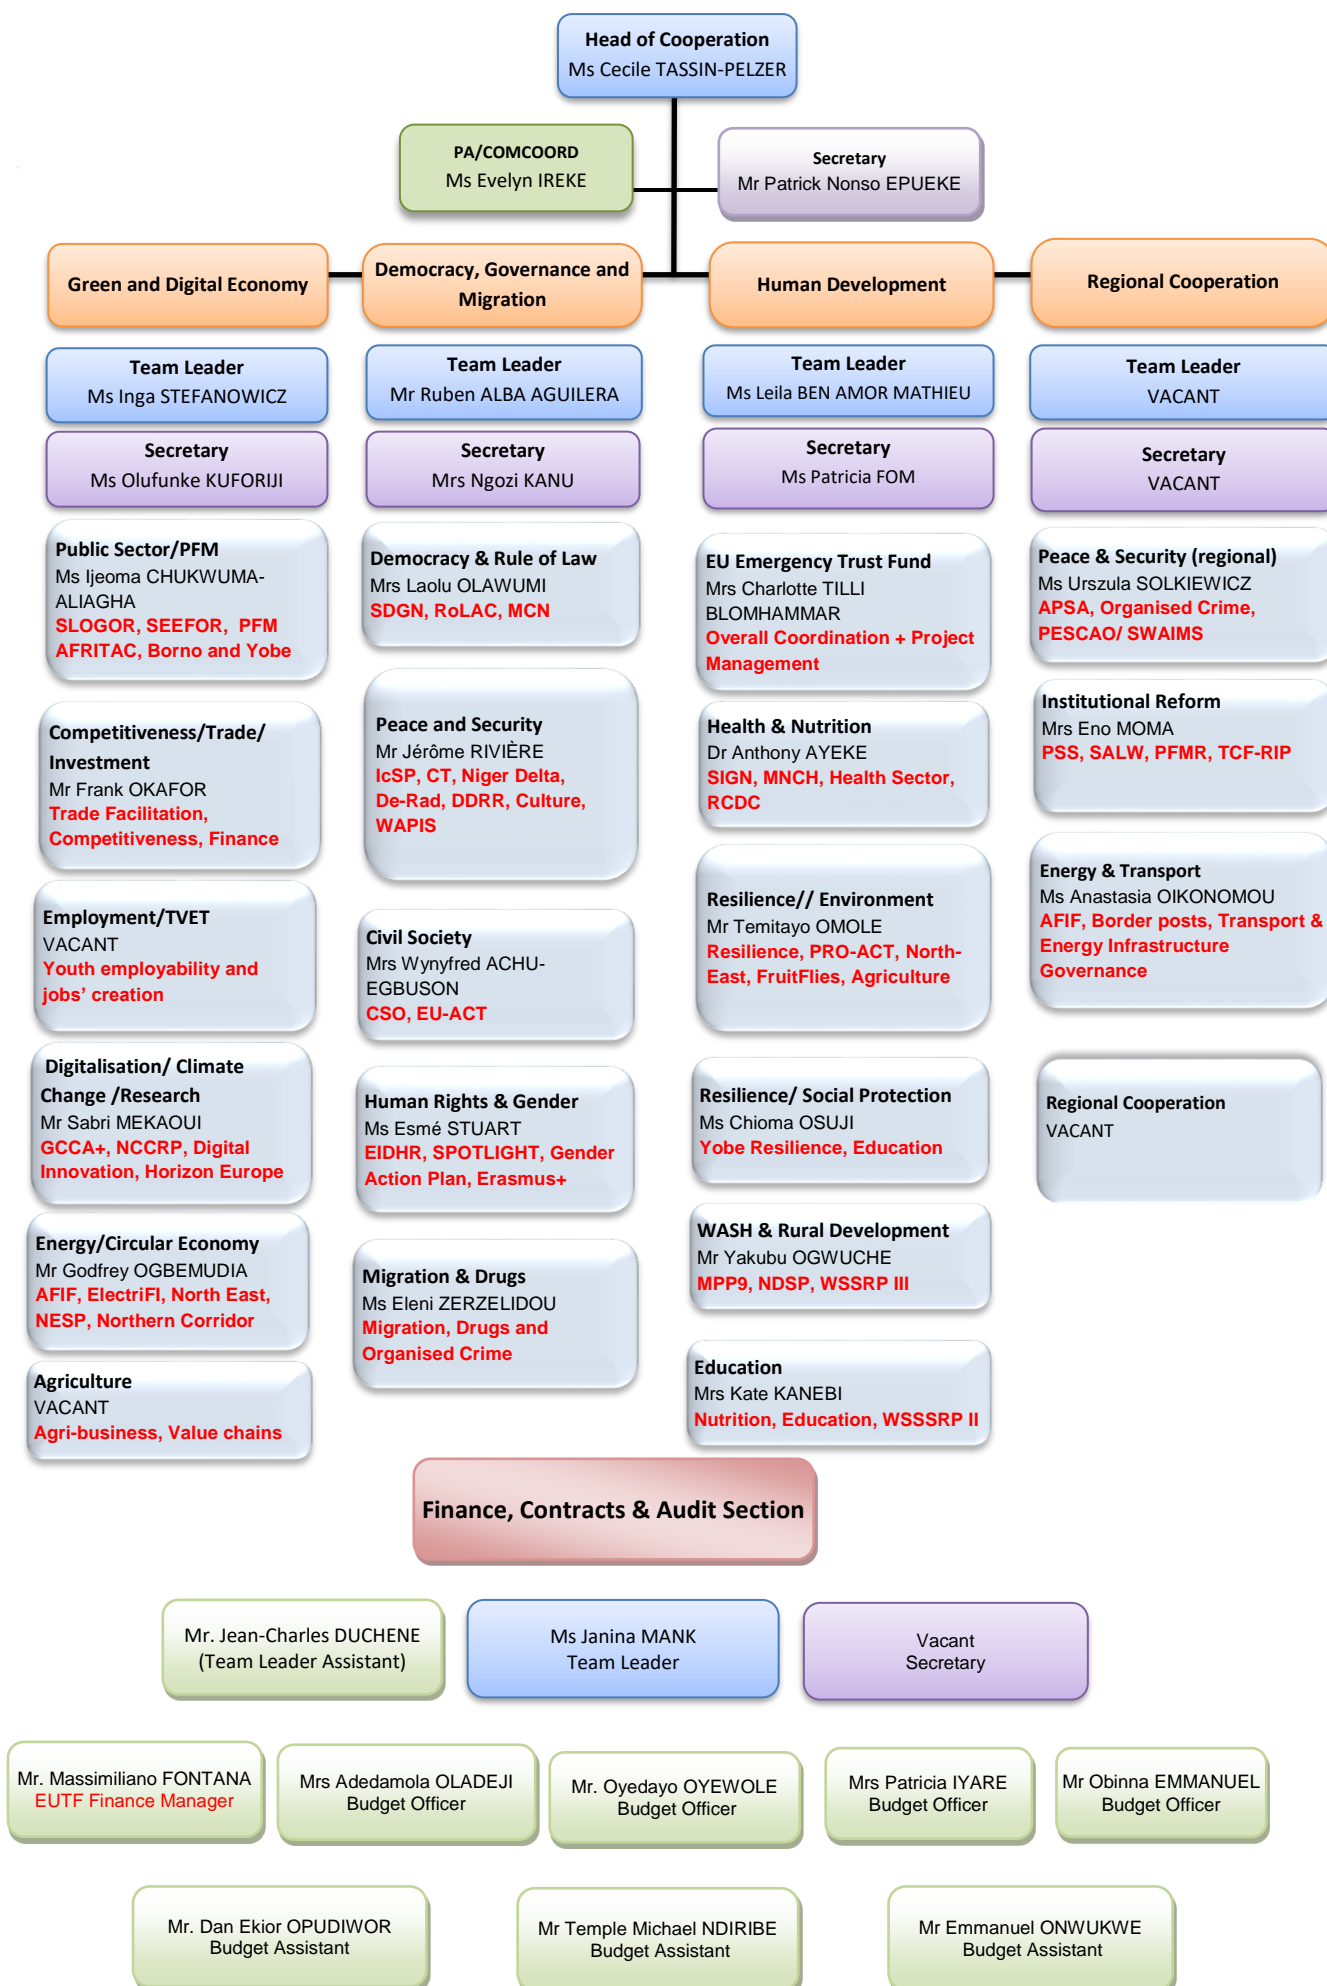 Head of Cooperation
Ms Cecile TASSIN-PELZER
PA/COMCOORD
Ms Evelyn IREKE
Secretary
Mr Patrick Nonso EPUEKE
Green and Digital Economy
Democracy, Governance and
Migration
Human Development
Regional Cooperation
Team Leader
Ms Inga STEFANOWICZ
Team Leader
Mr Ruben ALBA AGUILERA
Team Leader
Ms Leila BEN AMOR MATHIEU
Team Leader
VACANT
Secretary
Ms Olufunke KUFORIJI
Secretary
Mrs Ngozi KANU
Secretary
Ms Patricia FOM
Secretary
VACANT
Public Sector/PFM
Ms Ijeoma CHUKWUMA-
ALIAGHA
SLOGOR, SEEFOR, PFM
AFRITAC, Borno and Yobe
Competitiveness/Trade/
Investment
Mr Frank OKAFOR
Trade Facilitation,
Competitiveness, Finance
Employment/TVET
VACANT
Youth employability and
jobs’ creation
Digitalisation/ Climate
Change /Research
Mr Sabri MEKAOUI
GCCA+, NCCRP, Digital
Innovation, Horizon Europe
Energy/Circular Economy
Mr Godfrey OGBEMUDIA
AFIF, ElectriFI, North East,
NESP, Northern Corridor
Agriculture
VACANT
Agri-business, Value chains
Democracy & Rule of Law
Mrs Laolu OLAWUMI
SDGN, RoLAC, MCN
Peace and Security
Mr Jérôme RIVIÈRE
IcSP, CT, Niger Delta,
De-Rad, DDRR, Culture,
WAPIS
Civil Society
Mrs Wynyfred ACHU-
EGBUSON
CSO, EU-ACT
Human Rights & Gender
Ms Esmé STUART
EIDHR, SPOTLIGHT, Gender
Action Plan, Erasmus+
Migration & Drugs
Ms Eleni ZERZELIDOU
Migration, Drugs and
Organised Crime
EU Emergency Trust Fund
Mrs Charlotte TILLI
BLOMHAMMAR
Overall Coordination + Project
Management
Health & Nutrition
Dr Anthony AYEKE
SIGN, MNCH, Health Sector,
RCDC
Resilience// Environment
Mr Temitayo OMOLE
Resilience, PRO-ACT, North-
East, FruitFlies, Agriculture
Resilience/ Social Protection
Ms Chioma OSUJI
Yobe Resilience, Education
WASH & Rural Development
Mr Yakubu OGWUCHE
MPP9, NDSP, WSSRP III
Education
Mrs Kate KANEBI
Nutrition, Education, WSSSRP II
Peace & Security (regional)
Ms Urszula SOLKIEWICZ
APSA, Organised Crime,
PESCAO/ SWAIMS
Institutional Reform
Mrs Eno MOMA
PSS, SALW, PFMR, TCF-RIP
Energy & Transport
Ms Anastasia OIKONOMOU
AFIF, Border posts, Transport &
Energy Infrastructure
Governance
Regional Cooperation
VACANT
Finance, Contracts & Audit Section
Mr. Jean-Charles DUCHENE
(Team Leader Assistant)
Ms Janina MANK
Team Leader
Vacant
Secretary
Mr. Massimiliano FONTANA
EUTF Finance Manager
Mrs Adedamola OLADEJI
Budget Officer
Mr. Oyedayo OYEWOLE
Budget Officer
Mrs Patricia IYARE
Budget Officer
Mr Obinna EMMANUEL
Budget Officer
Mr. Dan Ekior OPUDIWOR
Budget Assistant
Mr Temple Michael NDIRIBE
Budget Assistant
Mr Emmanuel ONWUKWE
Budget Assistant